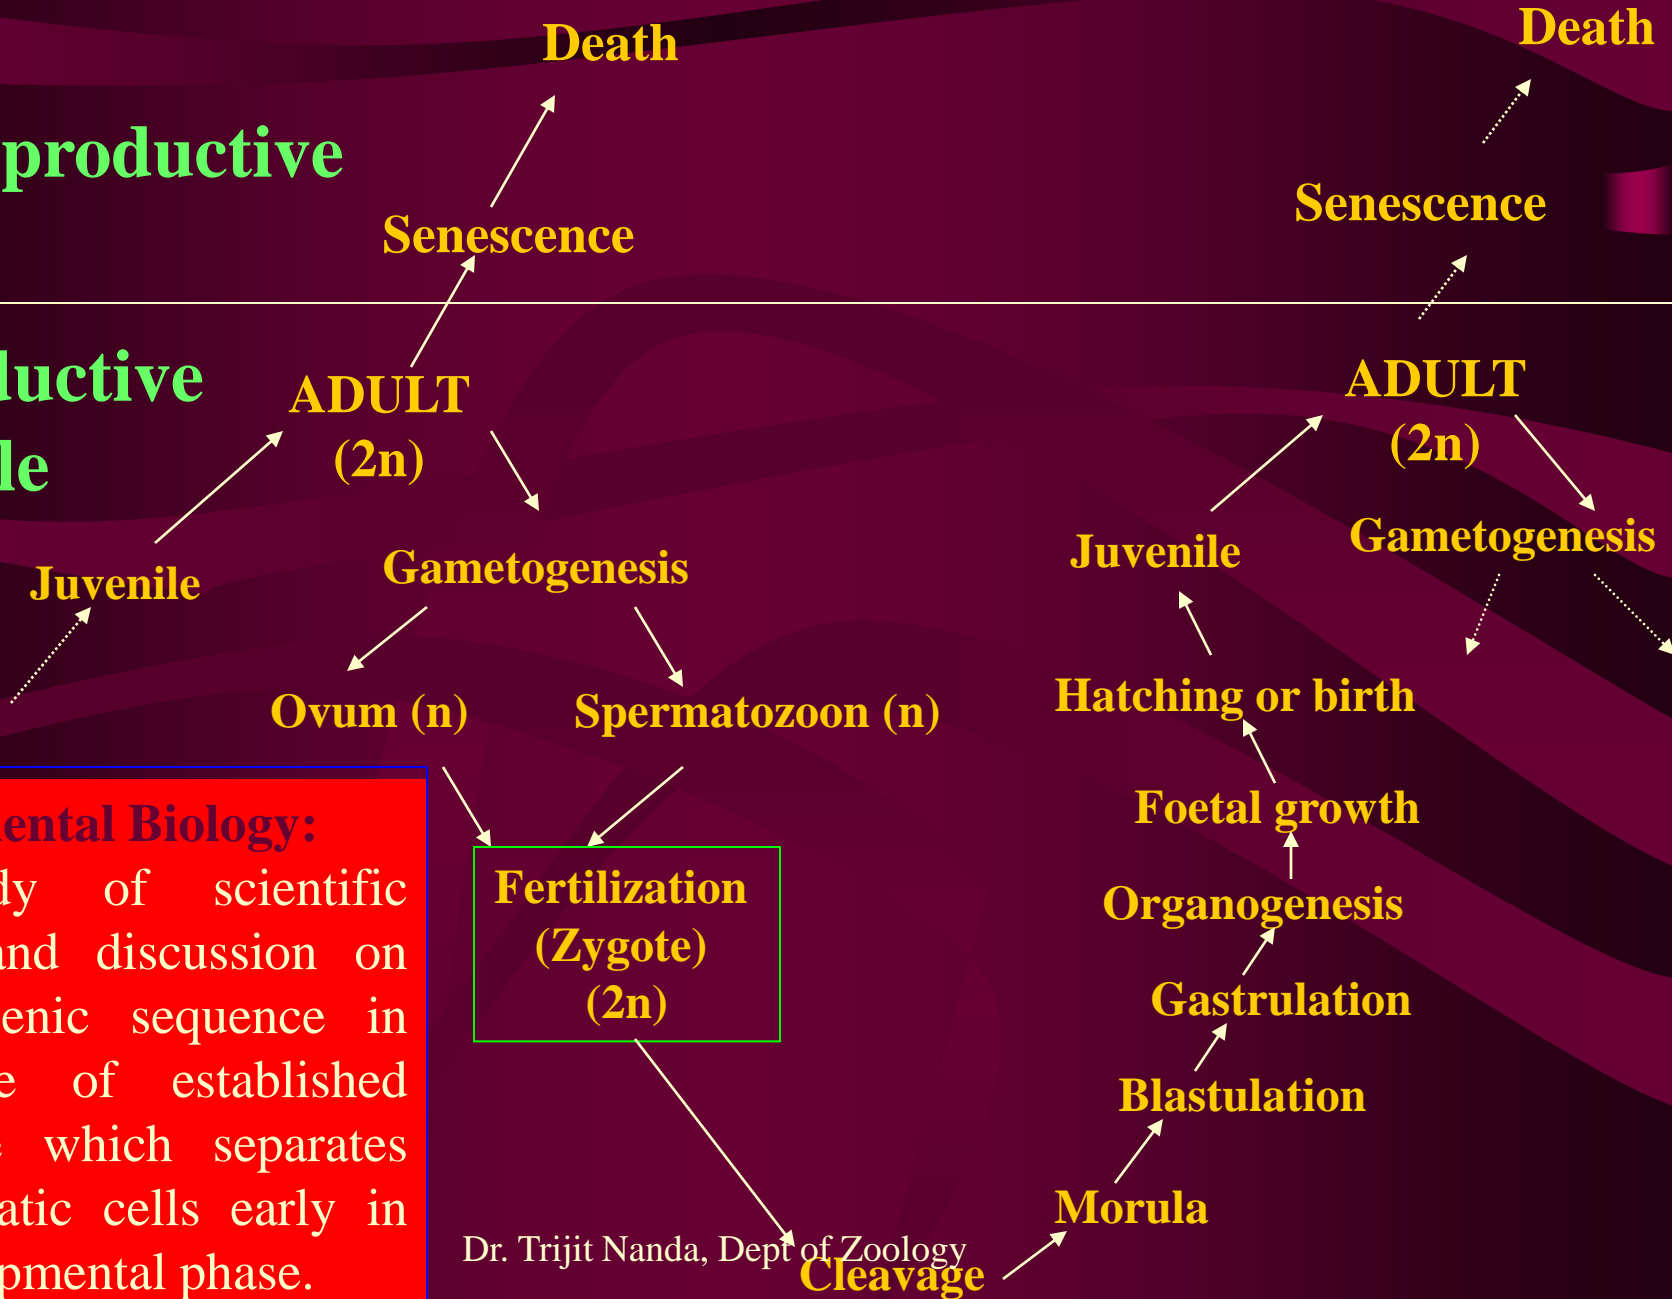 Death
Death
productive
Senescence
Senescence
ductive
le
ADULT
(2n)
ADULT
(2n)
Juvenile
Gametogenesis
Juvenile
Gametogenesis
Ovum (n)
Spermatozoon (n)
Hatching or birth
Foetal growth
Organogenesis
Gastrulation
Blastulation
Morula
Cleavage
Fertilization
(Zygote)
(2n)
ental Biology:
dy of scientific
and discussion on
enic sequence in
e of established
which separates
atic cells early in
pmental phase.
Dr. Trijit Nanda, Dept of Zoology